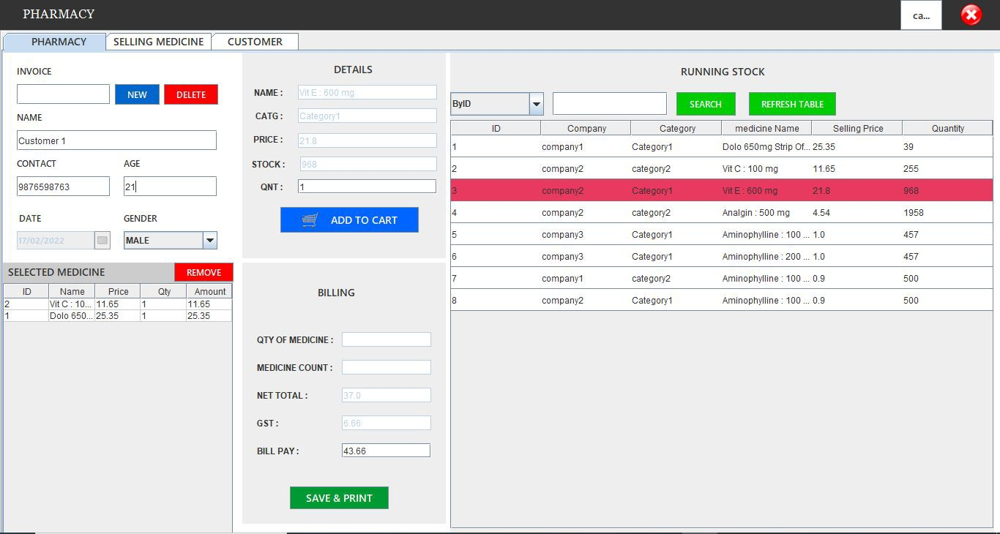 PHARMACY
ca...
PHARMACY SELLING MEDICINE CUSTOMER
INVOICE
NEW DELETE
NAME
Customer 1
CONTACT AGE
9876598763 21
DATE GENDER
17/02/2022 MALE
SELECTED MEDICINE REMOVE
ID Name Price Qty Amount
2 Vit C : 10... 11.65 1 11.65
1 Dolo 650... 25.35 1 25.35
DETAILS
NAME : Vit E : 600 mg
CATG : Category1
PRICE : 21.8
STOCK : 968
QNT : 1
ADD TO CART
BILLING
QTY OF MEDICINE :
MEDICINE COUNT :
NET TOTAL : 37.0
GST : 6.66
BILL PAY : 43.66
SAVE & PRINT
RUNNING STOCK
ByID SEARCH REFRESH TABLE
ID Company Category medicine Name Selling Price Quantity
1 company1 Category1 Dolo 650mg Strip Of... 25.35 39
2 company2 category2 Vit C : 100 mg 11.65 255
3 company2 Category1 Vit E : 600 mg 21.8 968
4 company2 category2 Analgin : 500 mg 4.54 1958
5 company3 Category1 Aminophylline : 100 ... 1.0 457
6 company3 Category1 Aminophylline : 200 ... 1.0 457
7 company1 category2 Aminophylline : 100 ... 0.9 500
8 company2 Category1 Aminophylline : 100 ... 0.9 500